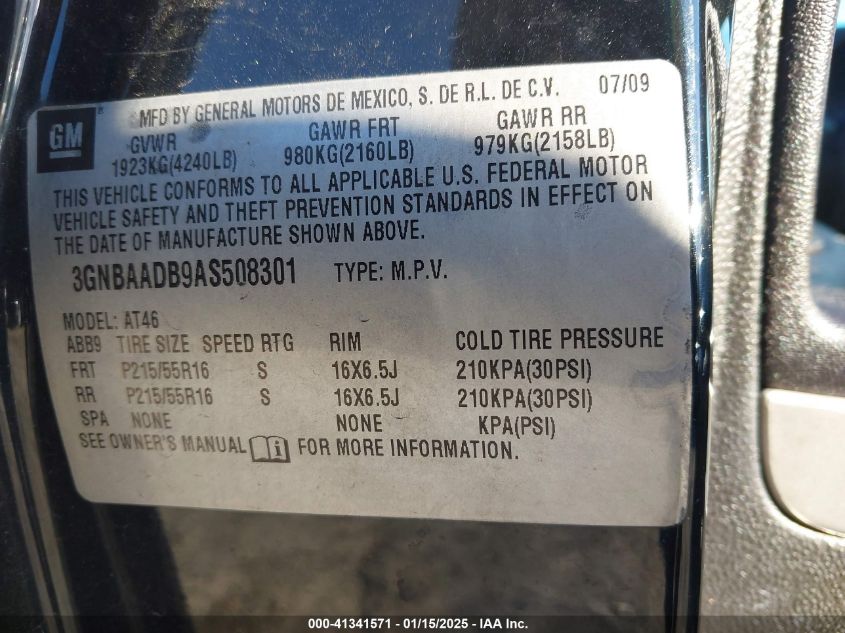 GM ®
MFD BY GENERAL MOTORS DE MEXICO, S. DE R.L. DE C.V. 07/09
GVWR GAWR FRT GAWR RR
1923KG(4240LB) 980KG(2160LB) 979KG(2158LB)
THIS VEHICLE CONFORMS TO ALL APPLICABLE U.S. FEDERAL MOTOR
VEHICLE SAFETY AND THEFT PREVENTION STANDARDS IN EFFECT ON
THE DATE OF MANUFACTURE SHOWN ABOVE.
3GNBAADB9AS508301 TYPE: M.P.V.
MODEL: AT46
ABB9 TIRE SIZE SPEED RTG RIM COLD TIRE PRESSURE
FRT P215/55R16 S 16X6.5J 210KPA(30PSI)
RR P215/55R16 S 16X6.5J 210KPA(30PSI)
SPA NONE NONE KPA(PSI)
SEE OWNER'S MANUAL i FOR MORE INFORMATION.
000-41341571 / 01/15/2025 - IAA Inc.